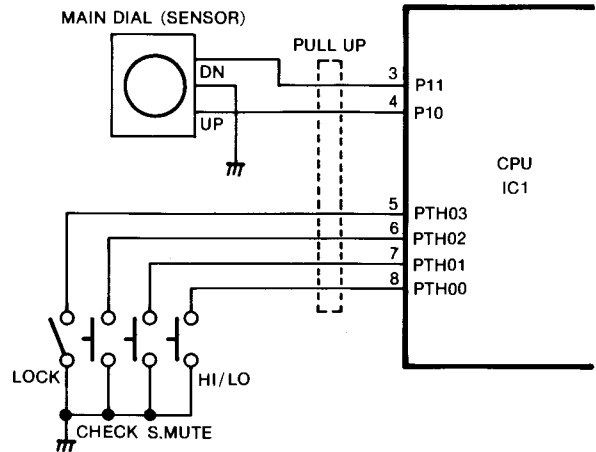 MAIN DIAL (SENSOR)
PULL UP
DN
UP
3
P11
4
P10
CPU
IC1
5
PTH03
6
PTH02
7
PTH01
8
PTH00
LOCK
HI/LO
CHECK S.MUTE